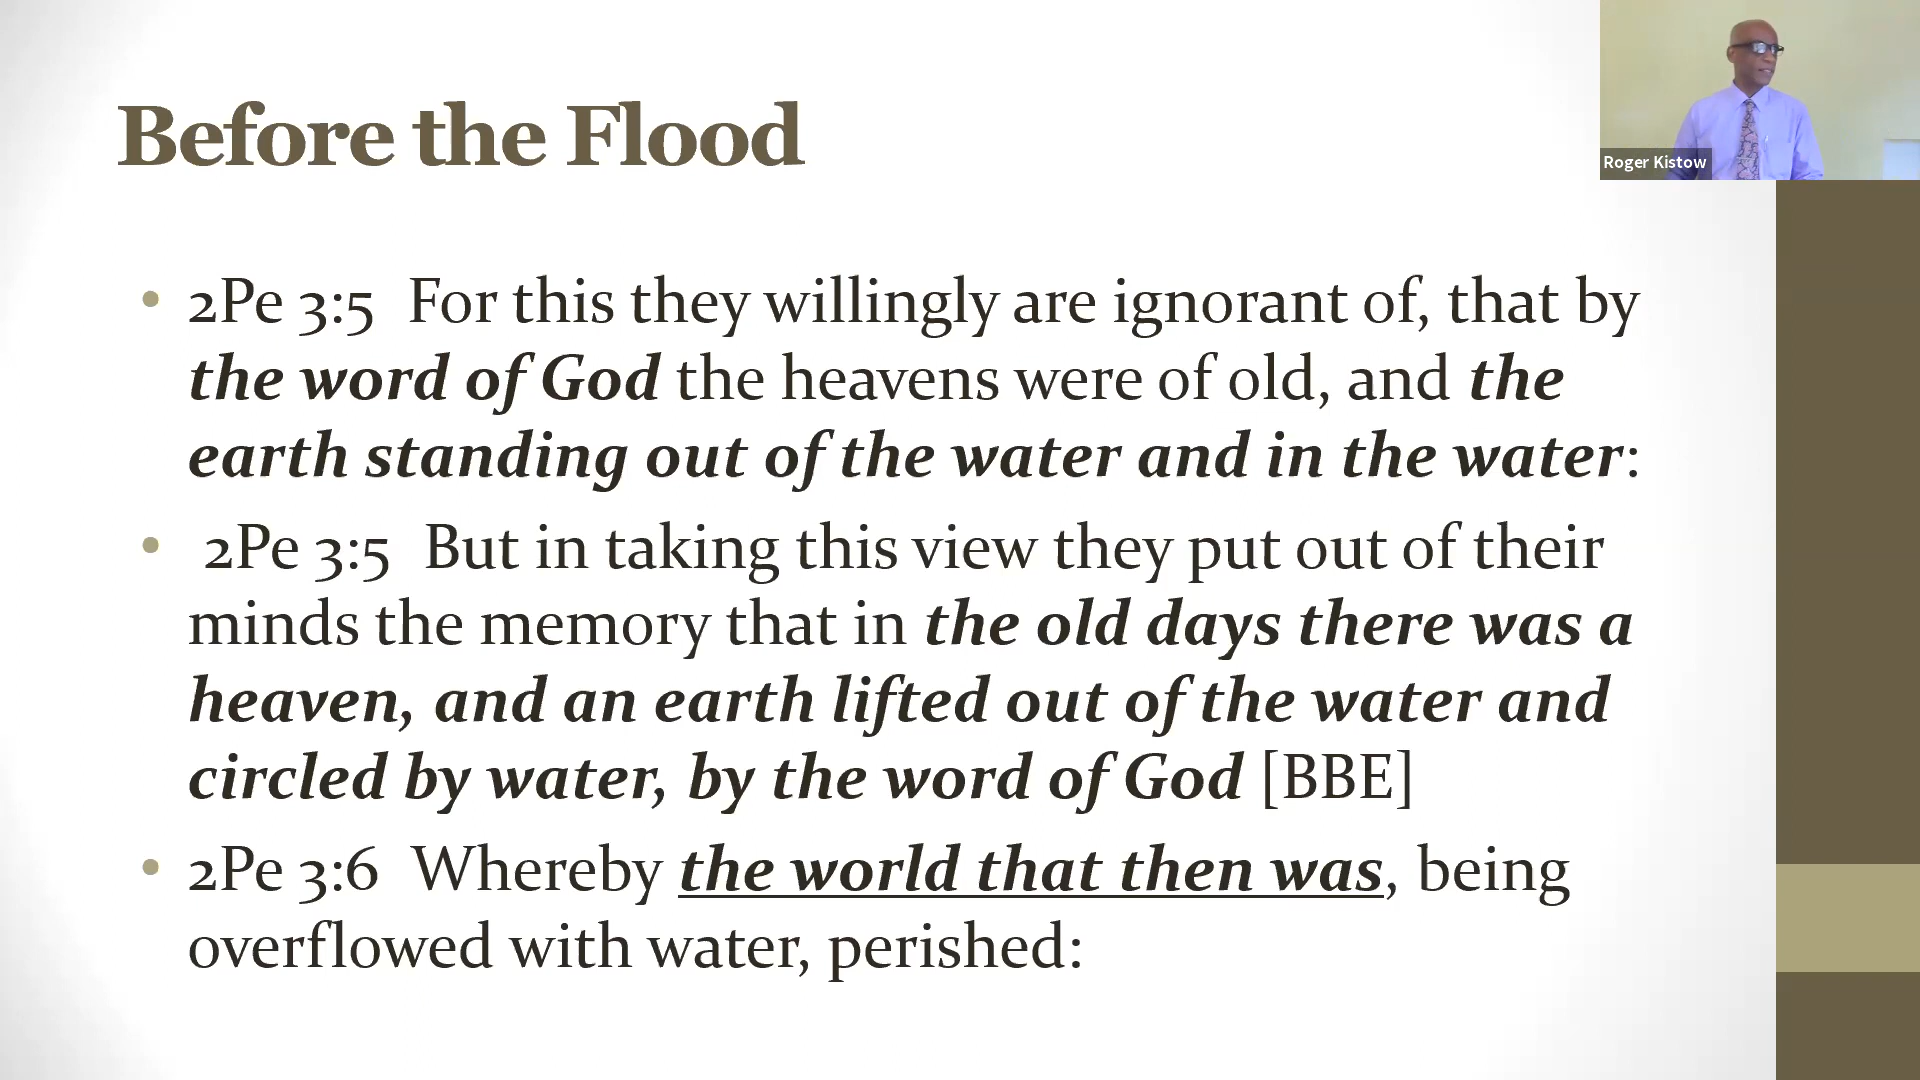 Before the Flood
Roger Kistow
• 2Pe 3:5 For this they willingly are ignorant of, that by
the word of God the heavens were of old, and the
earth standing out of the water and in the water:
• 2Pe 3:5 But in taking this view they put out of their
minds the memory that in the old days there was a
heaven, and an earth lifted out of the water and
circled by water, by the word of God [BBE]
• 2Pe 3:6 Whereby the world that then was, being
overflowed with water, perished: